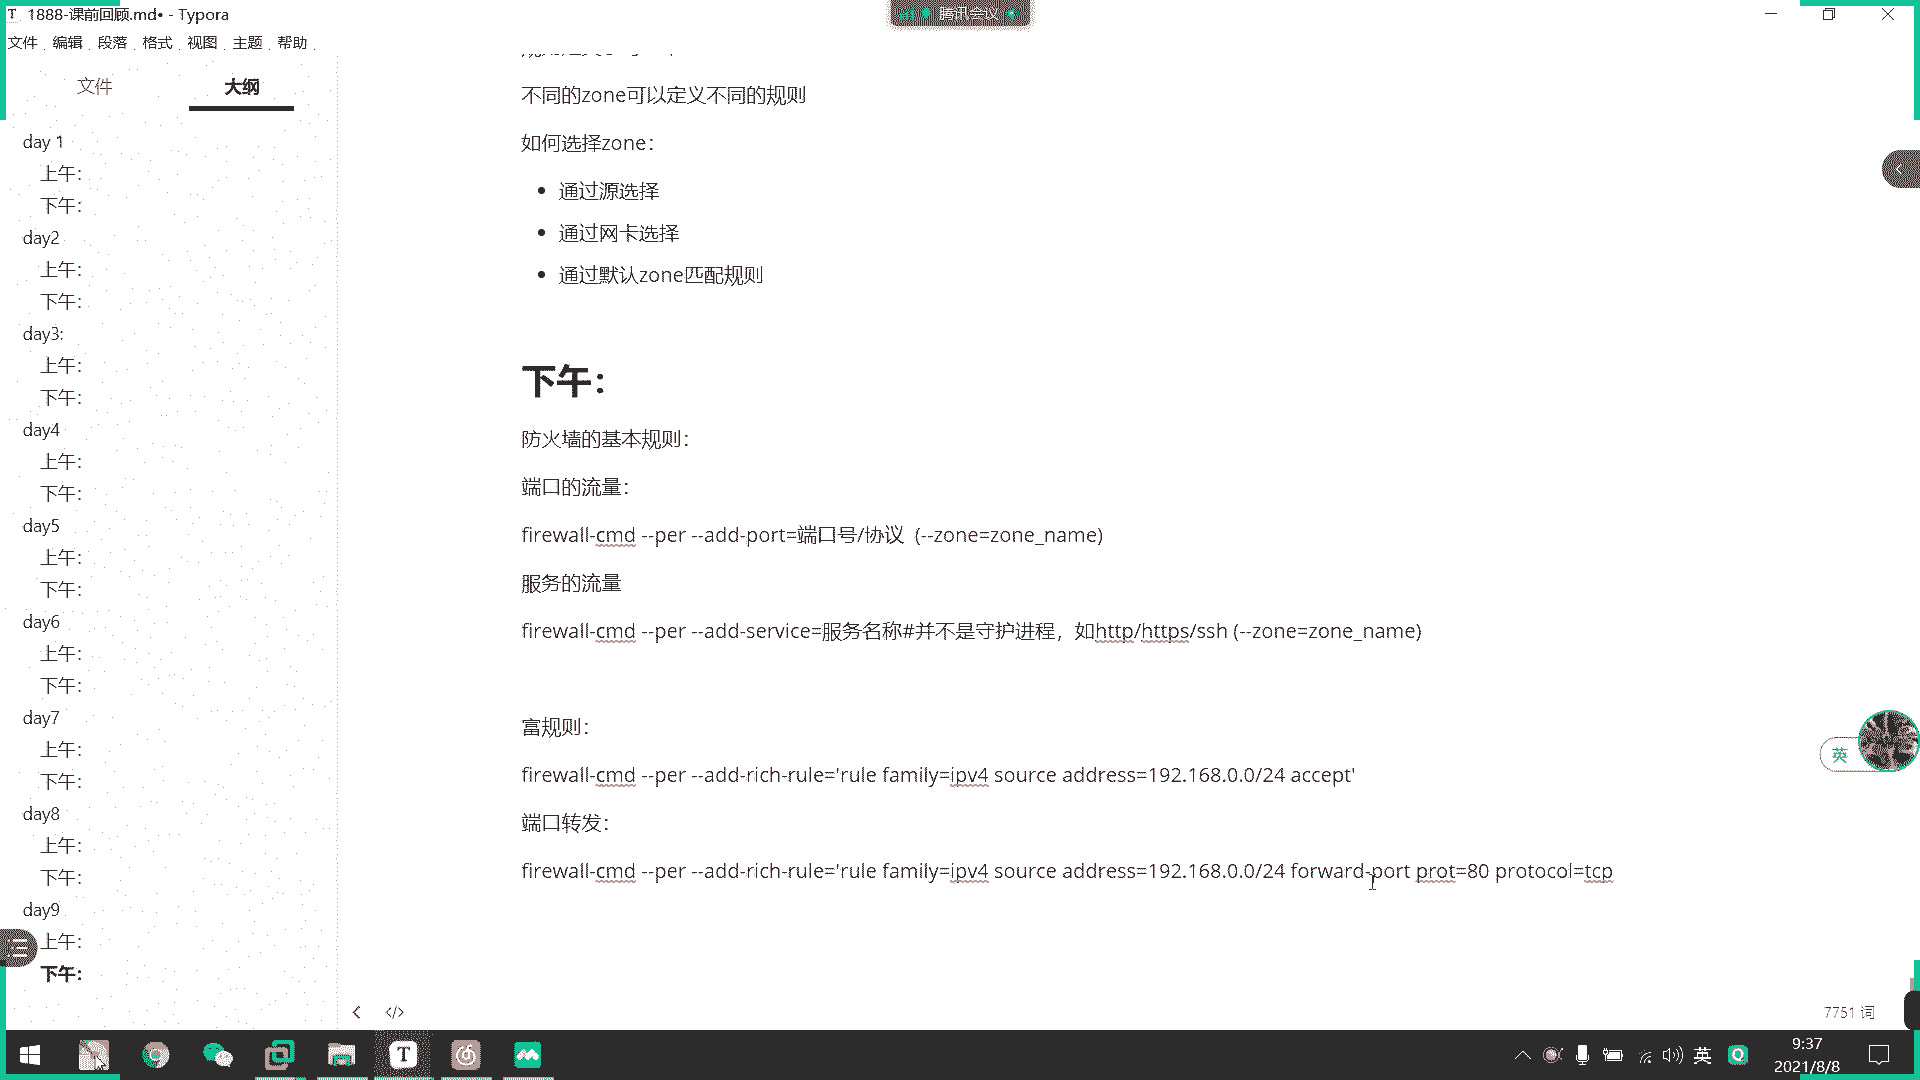 1888-课前回顾.md• - Typora
腾讯会议
文件 编辑 段落 格式 视图 主题 帮助
文件
大纲
day 1
上午：
下午：
day2
上午：
下午：
day3:
上午：
下午：
day4
上午：
下午：
day5
上午：
下午：
day6
上午：
下午：
day7
上午：
下午：
day8
上午：
下午：
day9
上午：
下午：
不同的zone可以定义不同的规则
如何选择zone：
• 通过源选择
• 通过网卡选择
• 通过默认zone匹配规则
下午：
防火墙的基本规则：
端口的流量：
firewall-cmd --per --add-port=端口号/协议 (--zone=zone_name)
服务的流量
firewall-cmd --per --add-service=服务名称#并不是守护进程，如http/https/ssh (--zone=zone_name)
富规则：
firewall-cmd --per --add-rich-rule='rule family=ipv4 source address=192.168.0.0/24 accept'
端口转发：
firewall-cmd --per --add-rich-rule='rule family=ipv4 source address=192.168.0.0/24 forward-port prot=80 protocol=tcp
英
7751 词
英
9:37
2021/8/8